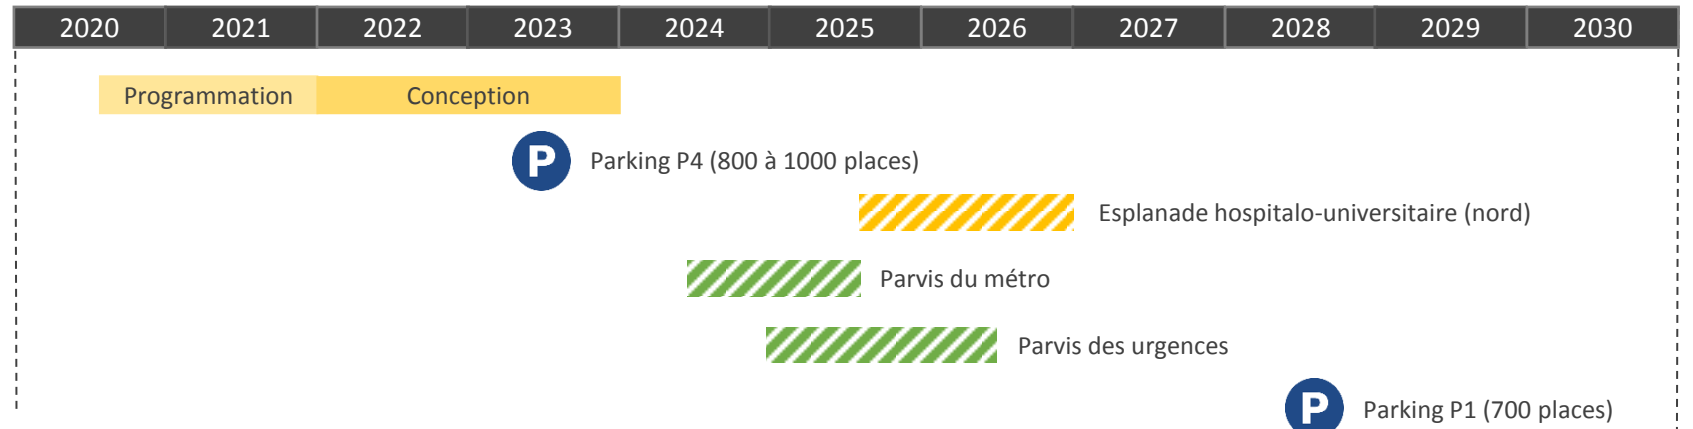 2020 2021 2022 2023 2024 2025 2026 2027 2028 2029 2030
Programmation Conception
P Parking P4 (800 à 1000 places)
Esplanade hospitalo-universitaire (nord)
Parvis du métro
Parvis des urgences
P Parking P1 (700 places)